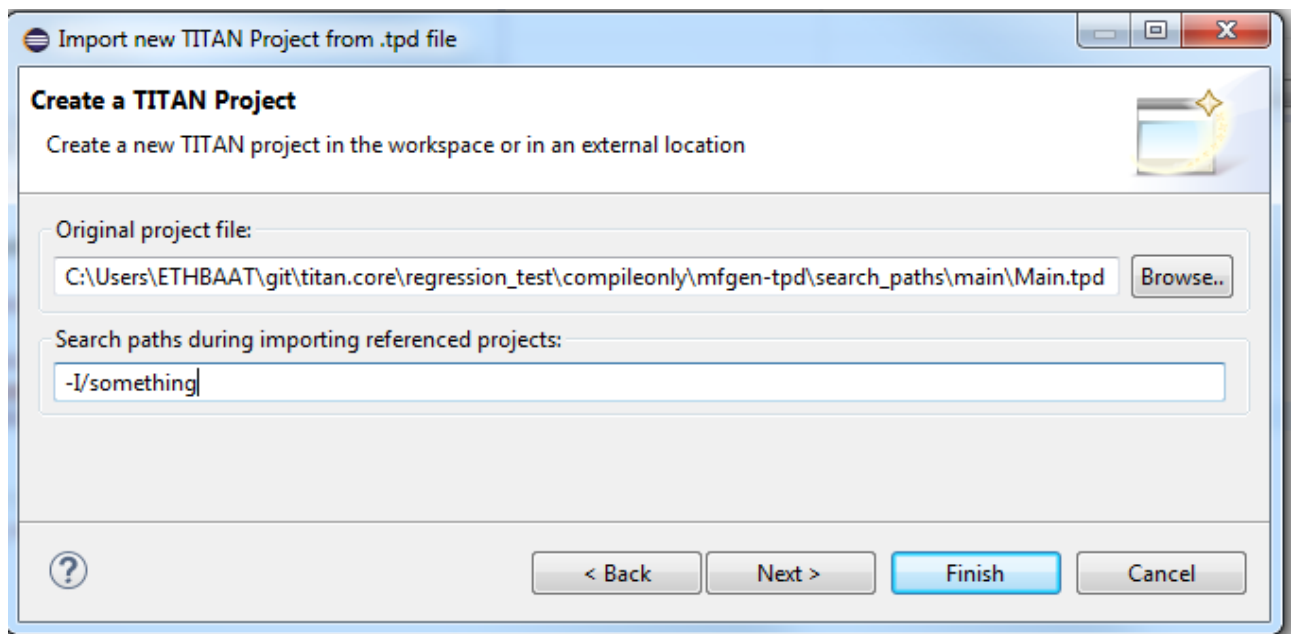 Import new TITAN Project from .tpd file
Create a TITAN Project
Create a new TITAN project in the workspace or in an external location
Original project file:
C:\Users\ETHBAAT\git\titan.core\regression_test\compileonly\mfgen-tpd\search_paths\main\Main.tpd
Browse..
Search paths during importing referenced projects:
-I/something
?
< Back
Next >
Finish
Cancel